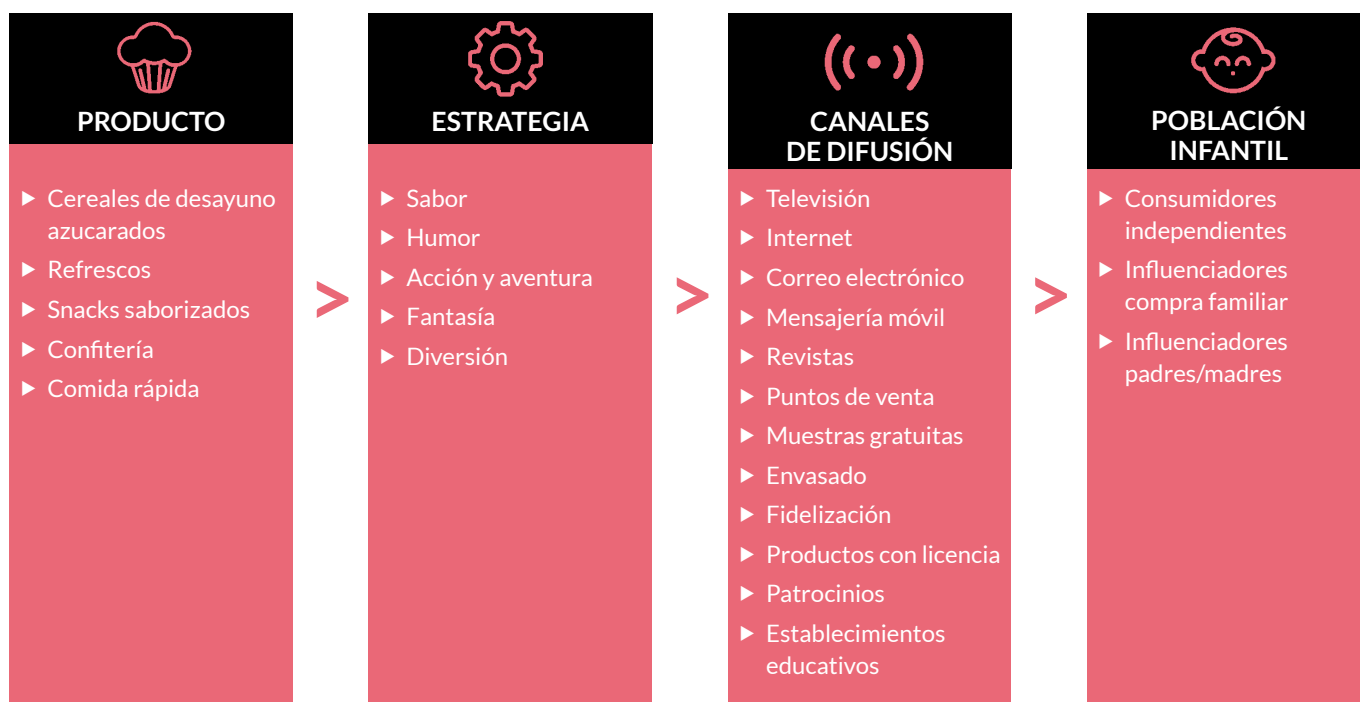 PRODUCTO
Cereales de desayuno
azucarados
Refrescos
Snacks saborizados
Confitería
Comida rápida
>
ESTRATEGIA
Sabor
Humor
Acción y aventura
Fantasía
Diversión
>
CANALES
DE DIFUSIÓN
Televisión
Internet
Correo electrónico
Mensajería móvil
Revistas
Puntos de venta
Muestras gratuitas
Envasado
Fidelización
Productos con licencia
Patrocinios
Establecimientos
educativos
>
POBLACIÓN
INFANTIL
Consumidores
independientes
Influenciadores
compra familiar
Influenciadores
padres/madres